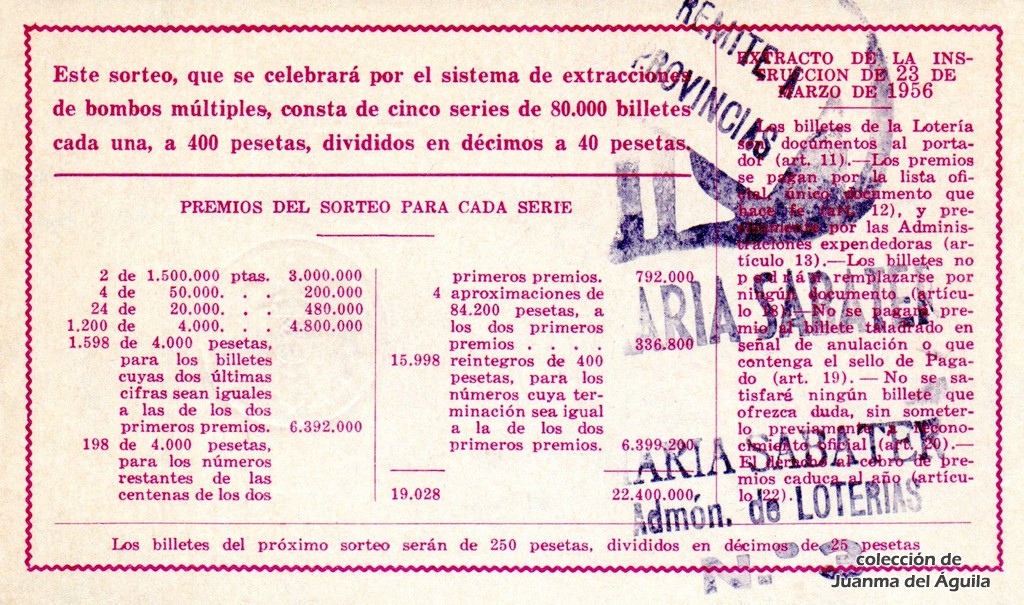 Este sorteo, que se celebrará por el sistema de extracciones
de bombos múltiples, consta de cinco series de 80.000 billetes
cada una, a 400 pesetas, divididos en décimos a 40 pesetas.
PREMIOS DEL SORTEO PARA CADA SERIE
2 de 1.500.000 ptas. 3.000.000
4 de 50.000. . . 200.000
24 de 20.000. . . 480.000
1.200 de 4.000. . . 4.800.000
1.598 de 4.000 pesetas,
para los billetes
cuyas dos últimas
cifras sean iguales
a las de los dos
primeros premios. 6.392.000
198 de 4.000 pesetas,
para los números
restantes de las
centenas de los dos
primeros premios. 792.000
4 aproximaciones de
84.200 pesetas, a
los dos primeros
premio . . . . 336.800
15.998 reintegros de 400
pesetas, para los
números cuya ter-
minación sea igual
a la de los dos
primeros premios. 6.399.200
19.028 22.400.000
EXTRACTO DE LA INS-
TRUCCION DE 23 DE
MARZO DE 1956
Los billetes de la Lotería
son documentos al porta-
dor (art. 11).—Los premios
se pagan por la lista ofi-
cial, único documento que
hace fe (art. 12), y pre-
cisamente por las Adminis-
traciones expendedoras (ar-
tículo 13).—Los billetes no
podrán remplazarse por
ningún documento (artícu-
lo 18).—No se pagará pre-
mio al billete taladrado en
señal de anulación o que
contenga el sello de Paga-
do (art. 19).—No se sa-
tisfará ningún billete que
ofrezca duda, sin someter-
lo previamente a recono-
cimiento oficial (art. 20).—
El derecho al cobro de pre-
mios caduca al año (artícu-
lo 22).
Los billetes del próximo sorteo serán de 250 pesetas, divididos en décimos de 25 pesetas
REMITE A
PROVINCIAS
ARIA SABATER
ARIA SABATER
Admón. de LOTERIAS
N.º 3
colección de
Juanma del Águila